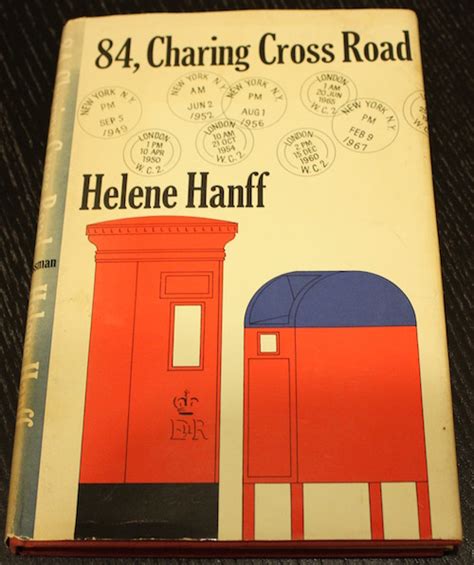 84, Charing Cross Road
NEW YORK N.Y.
PM
SEP 5
1949
NEW YORK N.Y.
AM
JUN 2
1952
NEW YORK N.Y.
PM
AUG 1
1956
LONDON
1 AM
20 JUN
1965
W.C.2
NEW YORK N.Y.
PM
FEB 9
1967
LONDON
1 PM
10 APR
1950
W.C.2
LONDON
10 AM
21 OCT
1954
W.C.2
LONDON
2 PM
15 DEC
1960
W.C.2
Helene Hanff
EIIR
sman